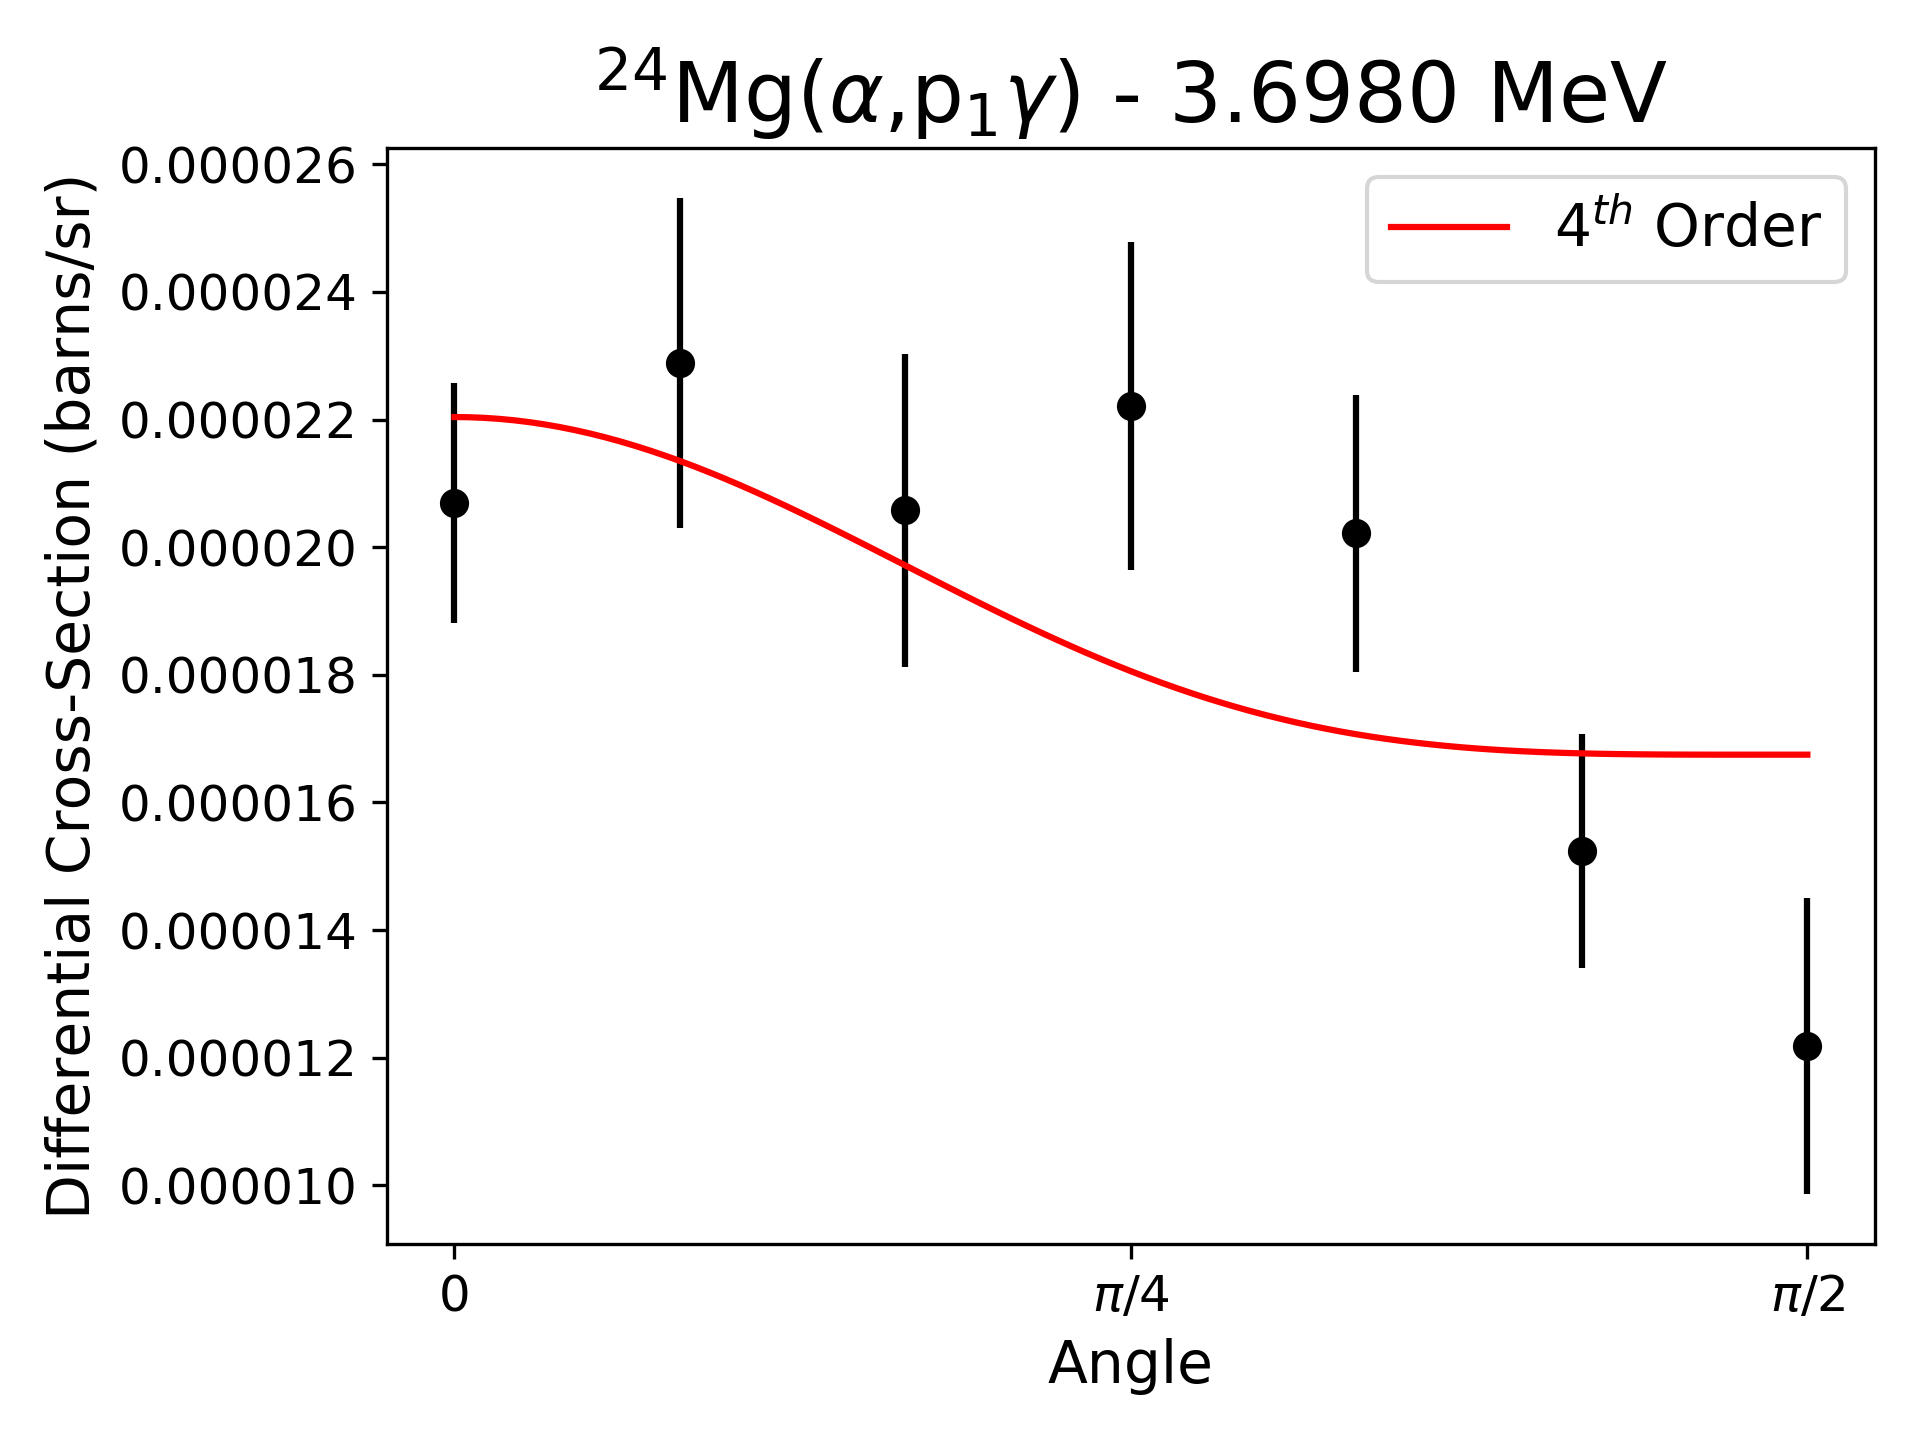 ²⁴Mg(α,p₁γ) - 3.6980 MeV
4ᵗʰ Order
Differential Cross-Section (barns/sr)
0.000026
0.000024
0.000022
0.000020
0.000018
0.000016
0.000014
0.000012
0.000010
0
π/4
π/2
Angle